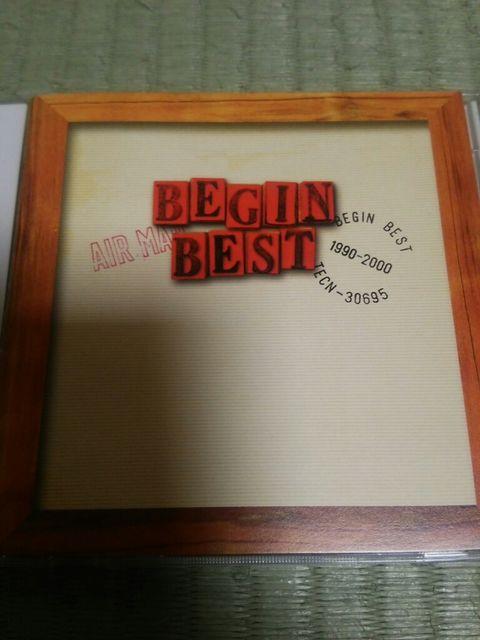 BEGIN
BEST
AIR MA
BEGIN BEST
1990-2000
TECN-30695